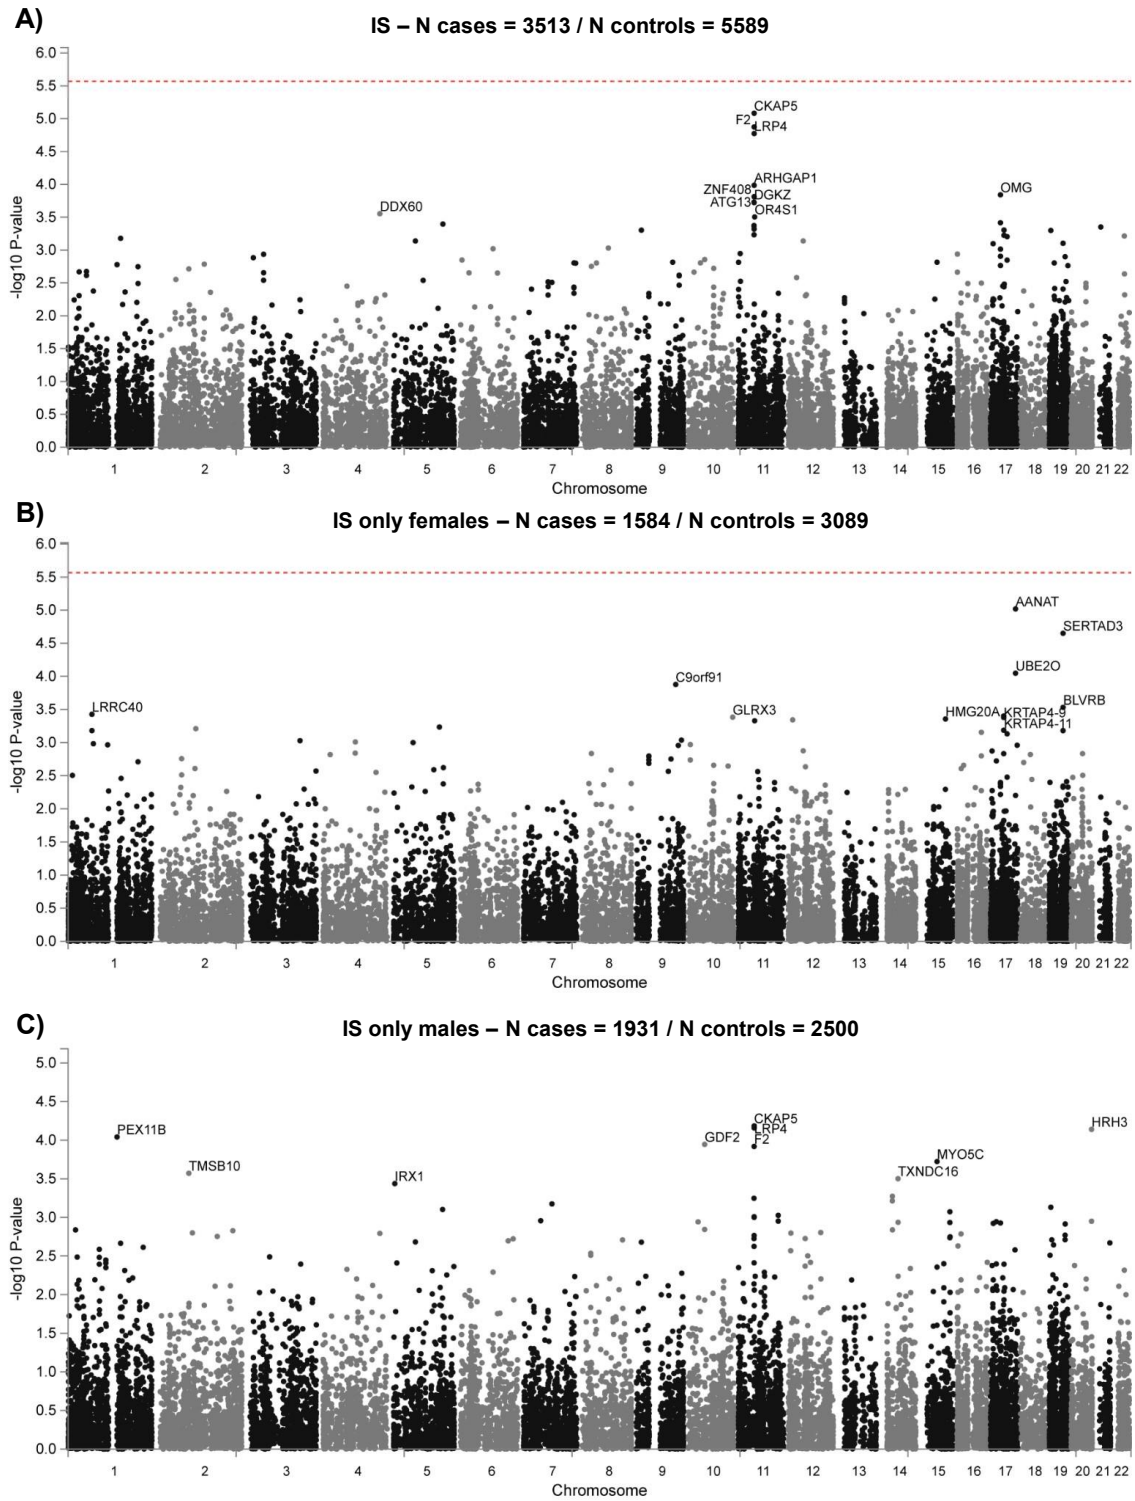 A)
IS – N cases = 3513 / N controls = 5589
6.0
5.5
5.0
4.5
4.0
3.5
3.0
2.5
2.0
1.5
1.0
0.5
0.0
-log10 P-value
CKAP5
F2
LRP4
ARHGAP1
ZNF408
DGKZ
ATG13
OR4S1
OMG
DDX60
1 2 3 4 5 6 7 8 9 10 11 12 13 14 15 16 17 18 19 20 21 22
Chromosome
B)
IS only females – N cases = 1584 / N controls = 3089
6.0
5.5
5.0
4.5
4.0
3.5
3.0
2.5
2.0
1.5
1.0
0.5
0.0
-log10 P-value
AANAT
SERTAD3
UBE2O
C9orf91
BLVRB
LRRC40
GLRX3
HMG20A
KRTAP4-9
KRTAP4-11
1 2 3 4 5 6 7 8 9 10 11 12 13 14 15 16 17 18 19 20 21 22
Chromosome
C)
IS only males – N cases = 1931 / N controls = 2500
5.0
4.5
4.0
3.5
3.0
2.5
2.0
1.5
1.0
0.5
0.0
-log10 P-value
CKAP5
LRP4
F2
HRH3
PEX11B
GDF2
MYO5C
TMSB10
TXNDC16
IRX1
1 2 3 4 5 6 7 8 9 10 11 12 13 14 15 16 17 18 19 20 21 22
Chromosome